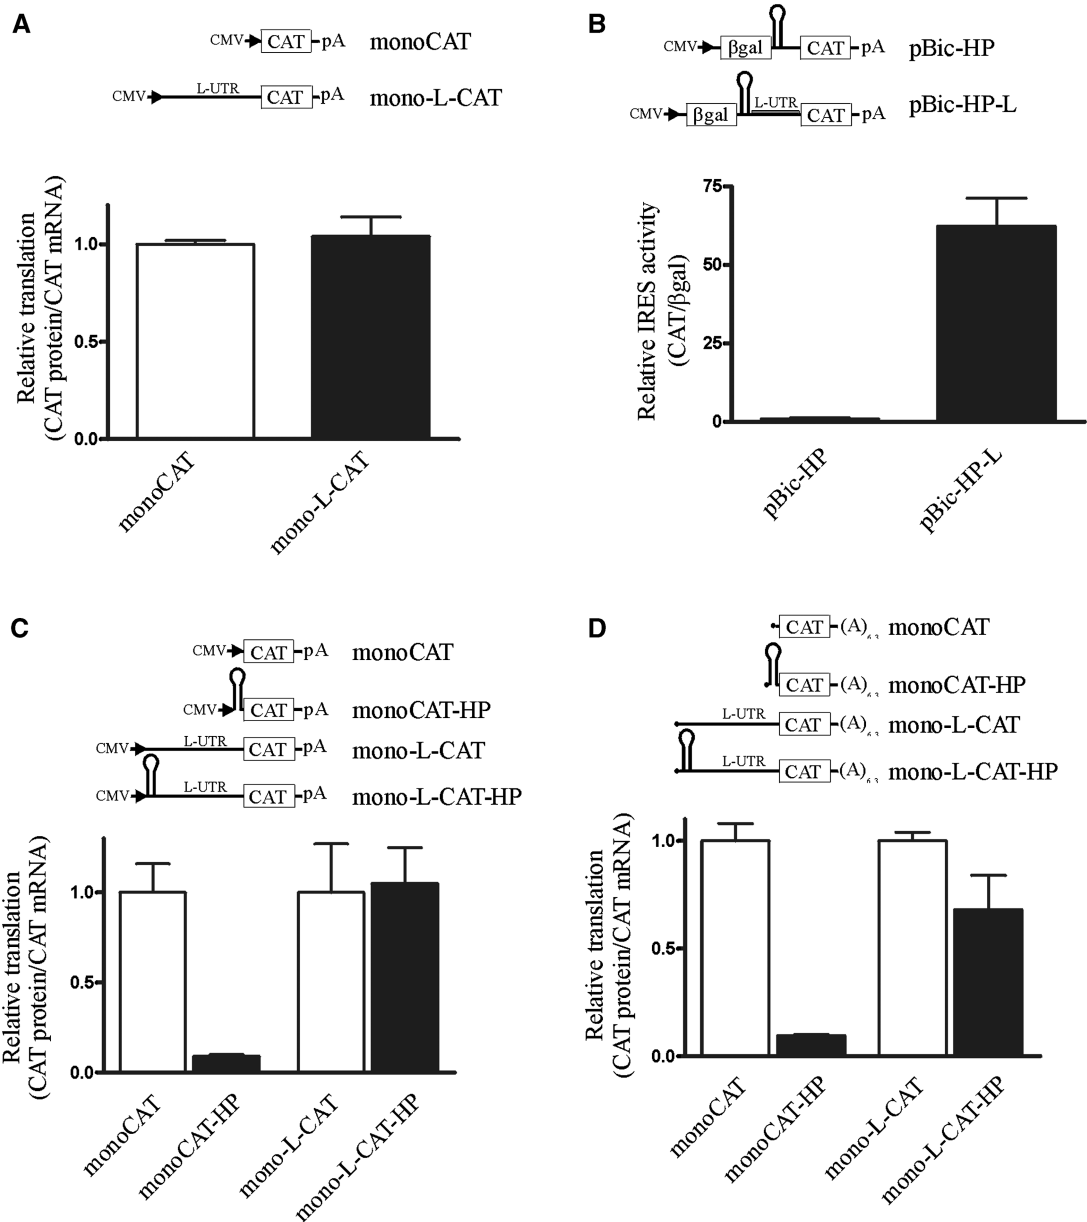 A
CMV CAT pA monoCAT
CMV L-UTR CAT pA mono-L-CAT
Relative translation
(CAT protein/CAT mRNA)
1.0
0.5
0.0
monoCAT
mono-L-CAT
B
CMV βgal CAT pA pBic-HP
CMV βgal L-UTR CAT pA pBic-HP-L
Relative IRES activity
(CAT/βgal)
75
50
25
0
pBic-HP
pBic-HP-L
C
CMV CAT pA monoCAT
CMV CAT pA monoCAT-HP
CMV L-UTR CAT pA mono-L-CAT
CMV L-UTR CAT pA mono-L-CAT-HP
Relative translation
(CAT protein/CAT mRNA)
1.0
0.5
0.0
monoCAT
monoCAT-HP
mono-L-CAT
mono-L-CAT-HP
D
CAT (A)63 monoCAT
CAT (A)63 monoCAT-HP
L-UTR CAT (A)63 mono-L-CAT
L-UTR CAT (A)63 mono-L-CAT-HP
Relative translation
(CAT protein/CAT mRNA)
1.0
0.5
0.0
monoCAT
monoCAT-HP
mono-L-CAT
mono-L-CAT-HP